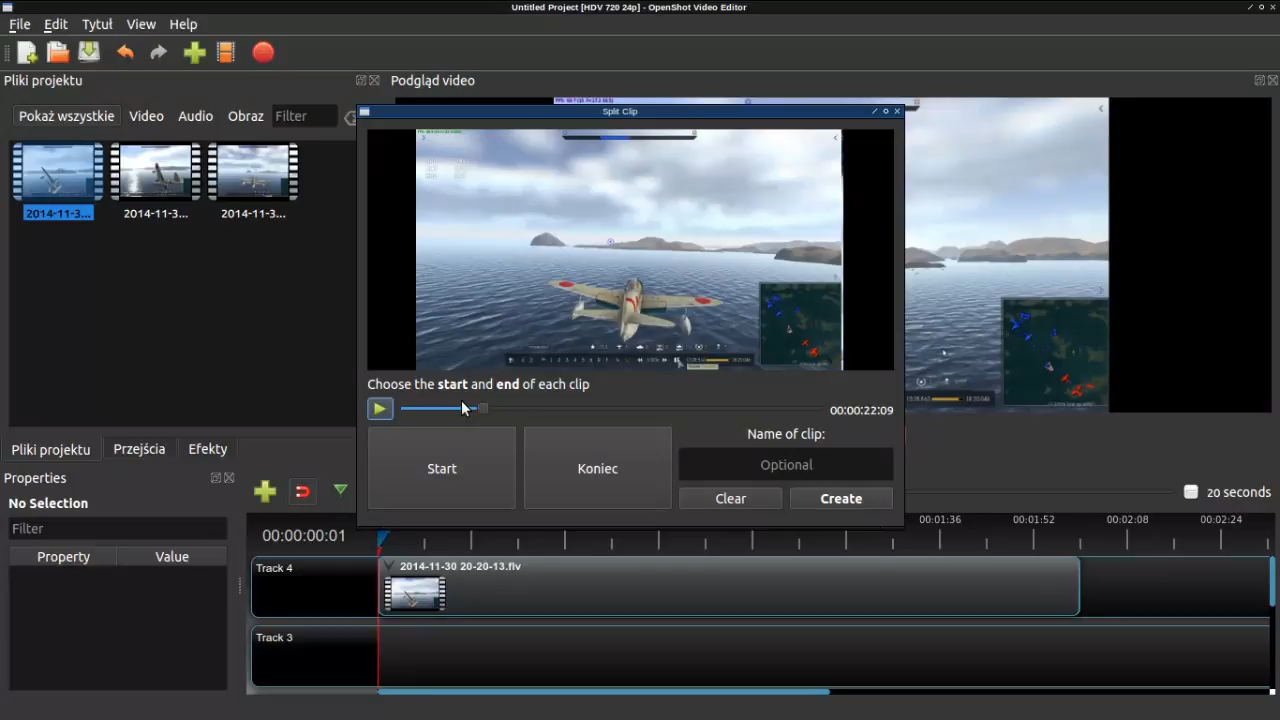 Untitled Project [HDV 720 24p] - OpenShot Video Editor
File Edit Tytuł View Help
Pliki projektu
Podgląd video
Pokaż wszystkie Video Audio Obraz Filter
2014-11-3... 2014-11-3... 2014-11-3...
Split Clip
Choose the start and end of each clip
00:00:22:09
Start
Koniec
Name of clip:
Optional
Clear
Create
Pliki projektu Przejścia Efekty
Properties
No Selection
Filter
Property Value
20 seconds
00:00:00:01
00:01:36 00:01:52 00:02:08 00:02:24
Track 4
2014-11-30 20-20-13.flv
Track 3